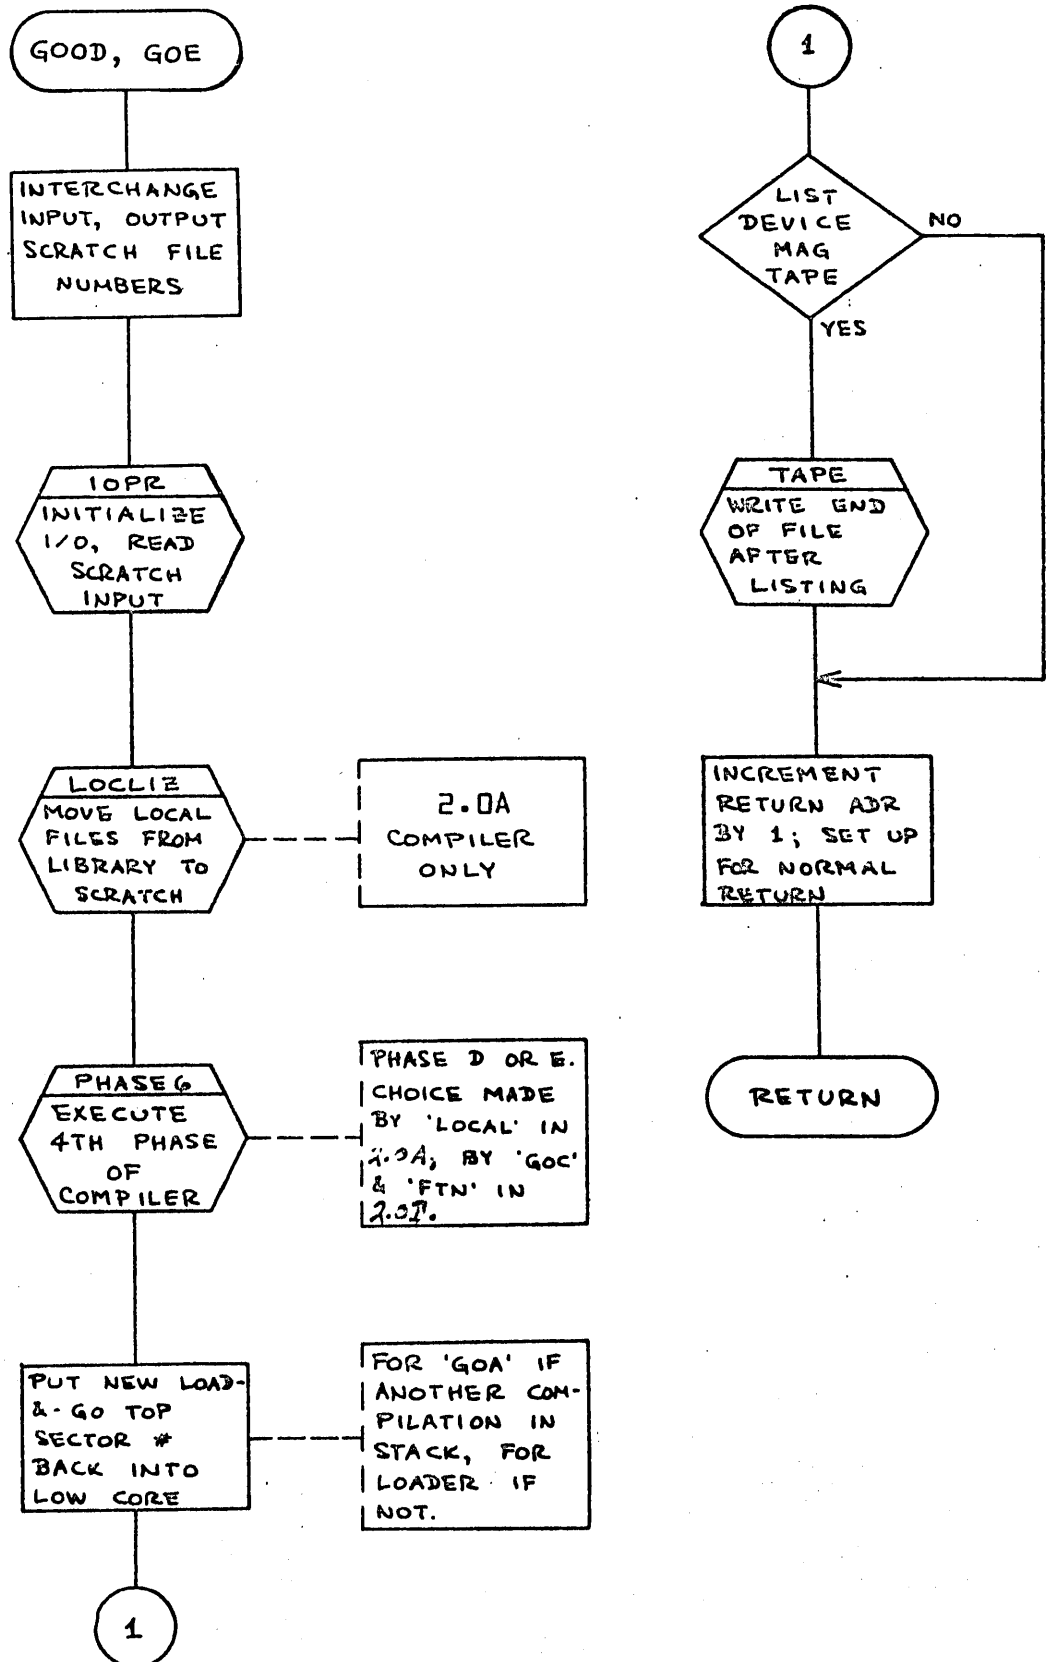 GOOD, GOE
INTERCHANGE
INPUT, OUTPUT
SCRATCH FILE
NUMBERS
IOPR
INITIALIZE
I/O, READ
SCRATCH
INPUT
LOCLIZ
MOVE LOCAL
FILES FROM
LIBRARY TO
SCRATCH
2.0A
COMPILER
ONLY
PHASE6
EXECUTE
4TH PHASE
OF
COMPILER
PHASE D OR E.
CHOICE MADE
BY 'LOCAL' IN
2.0A; BY 'GOC'
& 'FTN' IN
PUT NEW LOAD-
&-GO TOP
SECTOR #
BACK INTO
LOW CORE
FOR 'GOA' IF
ANOTHER COM-
PILATION IN
STACK, FOR
LOADER IF
NOT.
1
1
LIST
DEVICE
MAG
TAPE
NO
YES
TAPE
WRITE END
OF FILE
AFTER
LISTING
INCREMENT
RETURN ADR
BY 1; SET UP
FOR NORMAL
RETURN
RETURN